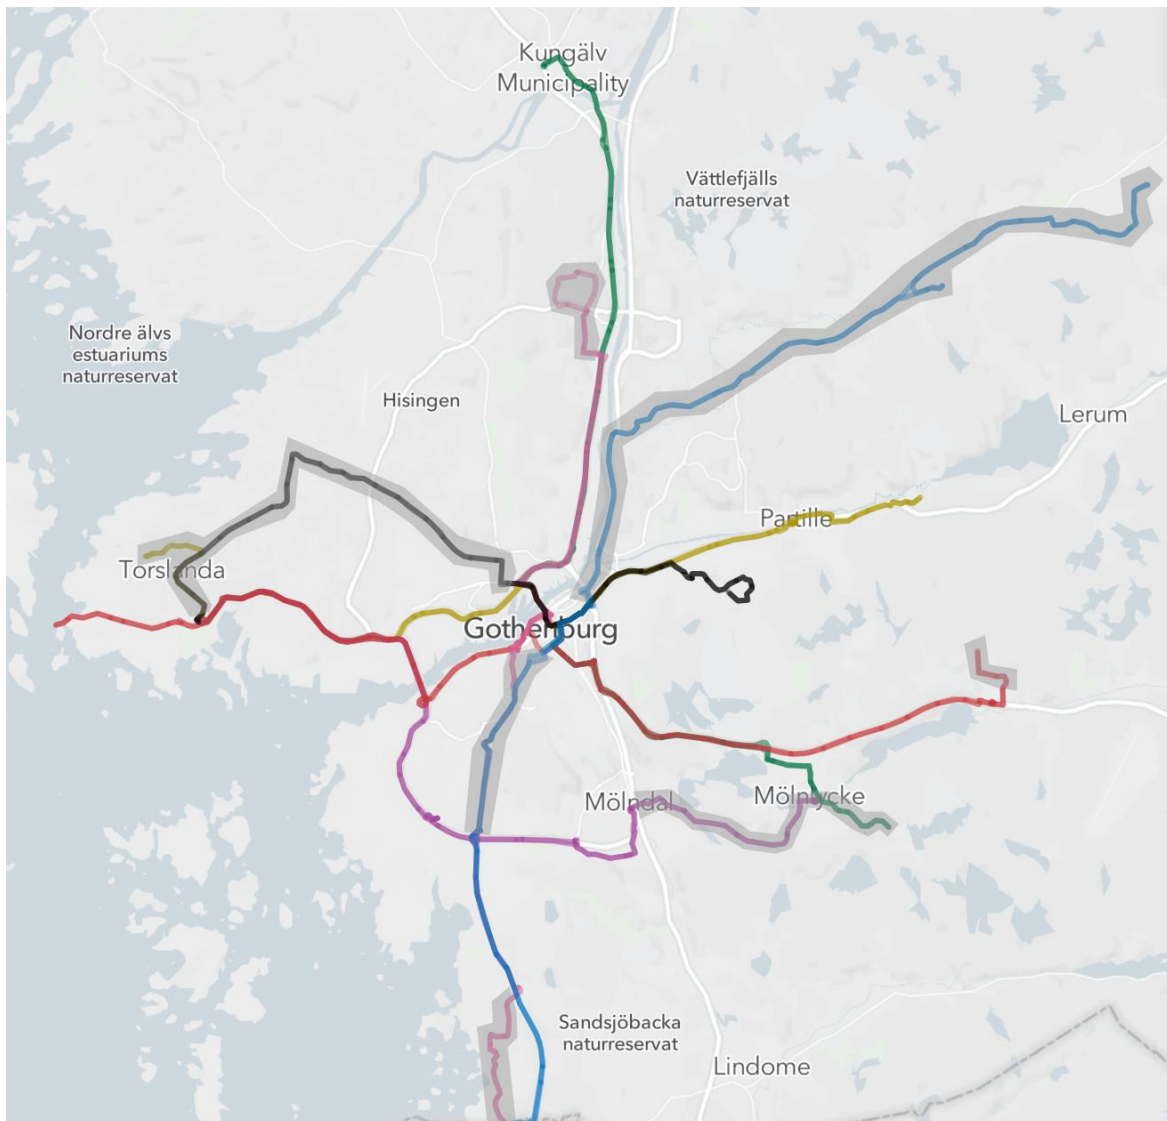 Kungälv
Municipality
Vättlefjälls
naturreservat
Nordre älvs
estuariums
naturreservat
Hisingen
Lerum
Partille
Torslanda
Gothenburg
Mölndal
Mölnlycke
Sandsjöbacka
naturreservat
Lindome